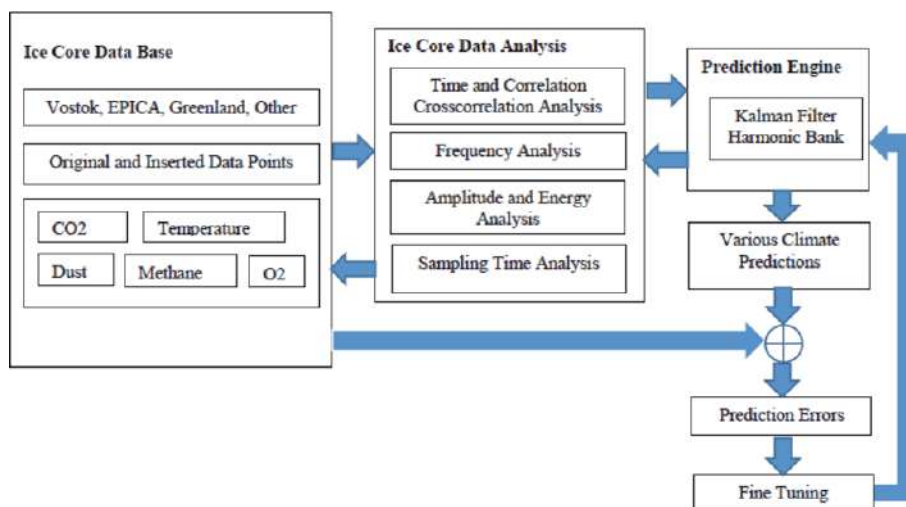 Ice Core Data Base
Vostok, EPICA, Greenland, Other
Original and Inserted Data Points
CO2
Temperature
Dust
Methane
O2
Ice Core Data Analysis
Time and Correlation
Crosscorrelation Analysis
Frequency Analysis
Amplitude and Energy
Analysis
Sampling Time Analysis
Prediction Engine
Kalman Filter
Harmonic Bank
Various Climate
Predictions
Prediction Errors
Fine Tuning